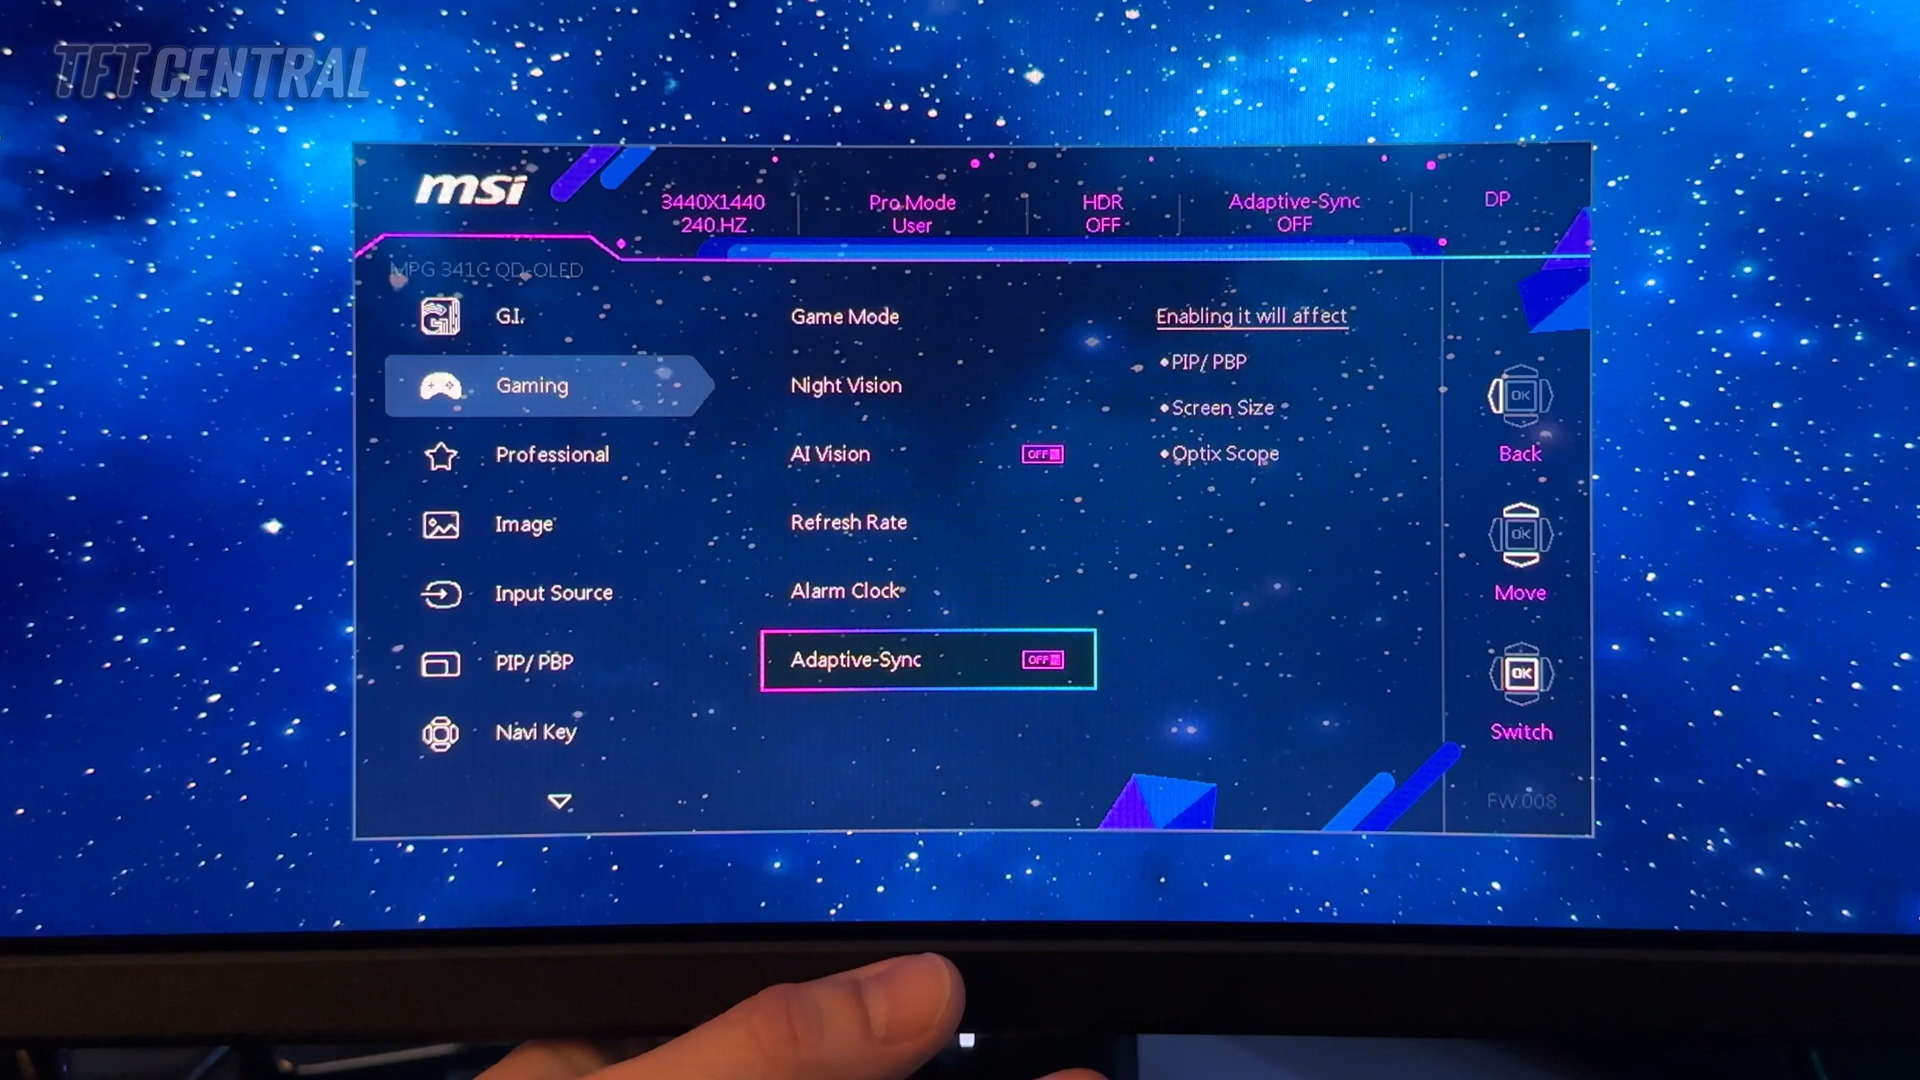 TFTCENTRAL
msi
3440X1440
240 HZ
Pro Mode
User
HDR
OFF
Adaptive-Sync
OFF
DP
MPG 341C QD-OLED
G.I.
Gaming
Professional
Image
Input Source
PIP/ PBP
Navi Key
Game Mode
Night Vision
AI Vision OFF
Refresh Rate
Alarm Clock
Adaptive-Sync OFF
Enabling it will affect
•PIP/ PBP
•Screen Size
•Optix Scope
OK
Back
OK
Move
OK
Switch
FW.008